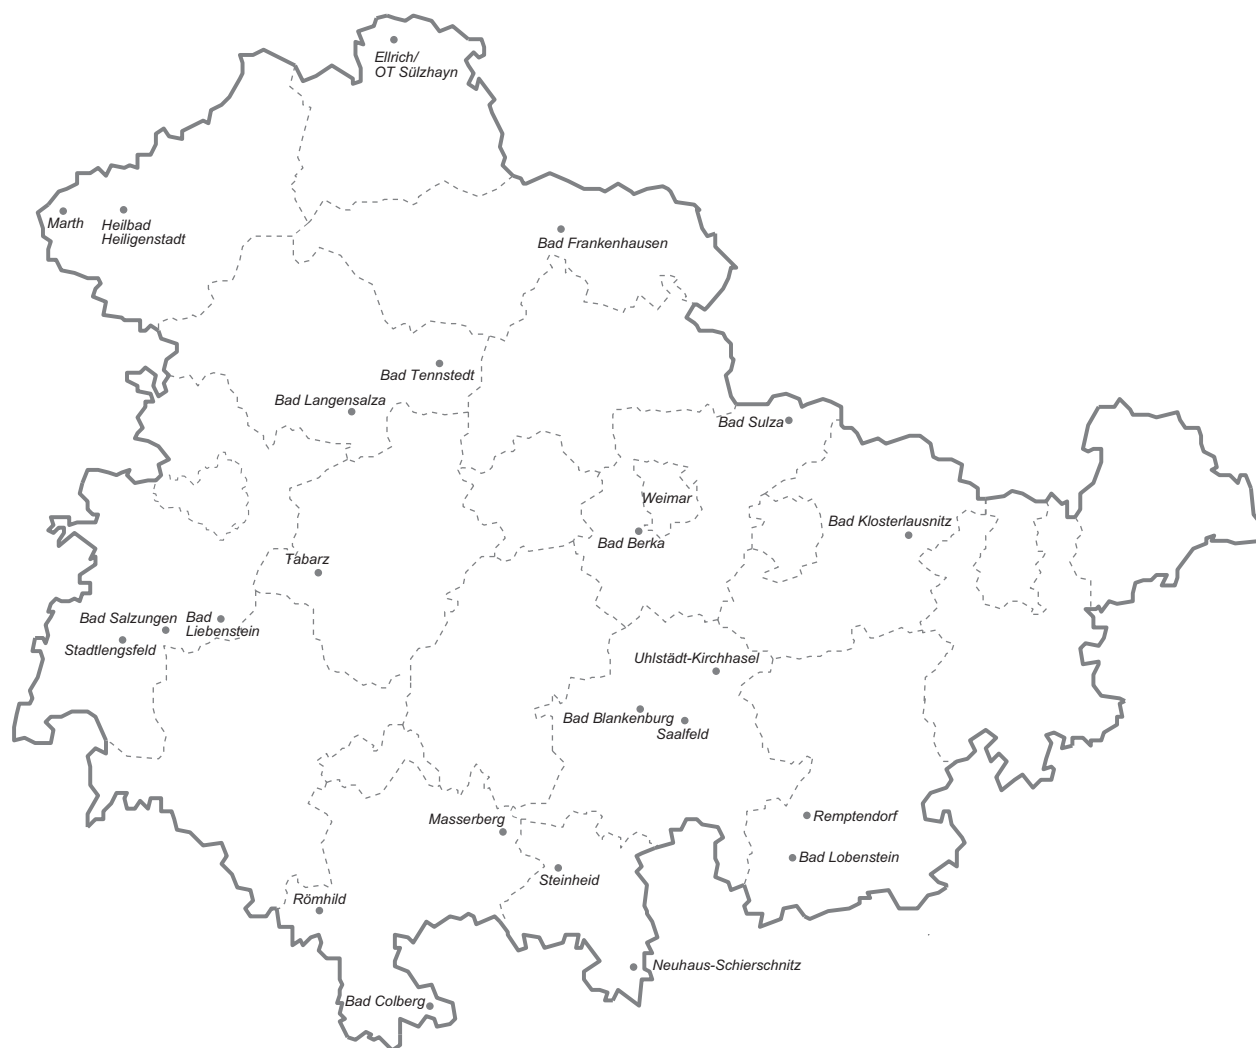 Ellrich/
OT Sülzhayn
Marth
Heilbad
Heiligenstadt
Bad Frankenhausen
Bad Tennstedt
Bad Langensalza
Bad Sulza
Weimar
Bad Klosterlausnitz
Bad Berka
Tabarz
Bad Salzungen
Bad
Liebenstein
Stadtlengsfeld
Uhlstädt-Kirchhasel
Bad Blankenburg
Saalfeld
Masserberg
Remptendorf
Bad Lobenstein
Steinheid
Römhild
Neuhaus-Schierschnitz
Bad Colberg